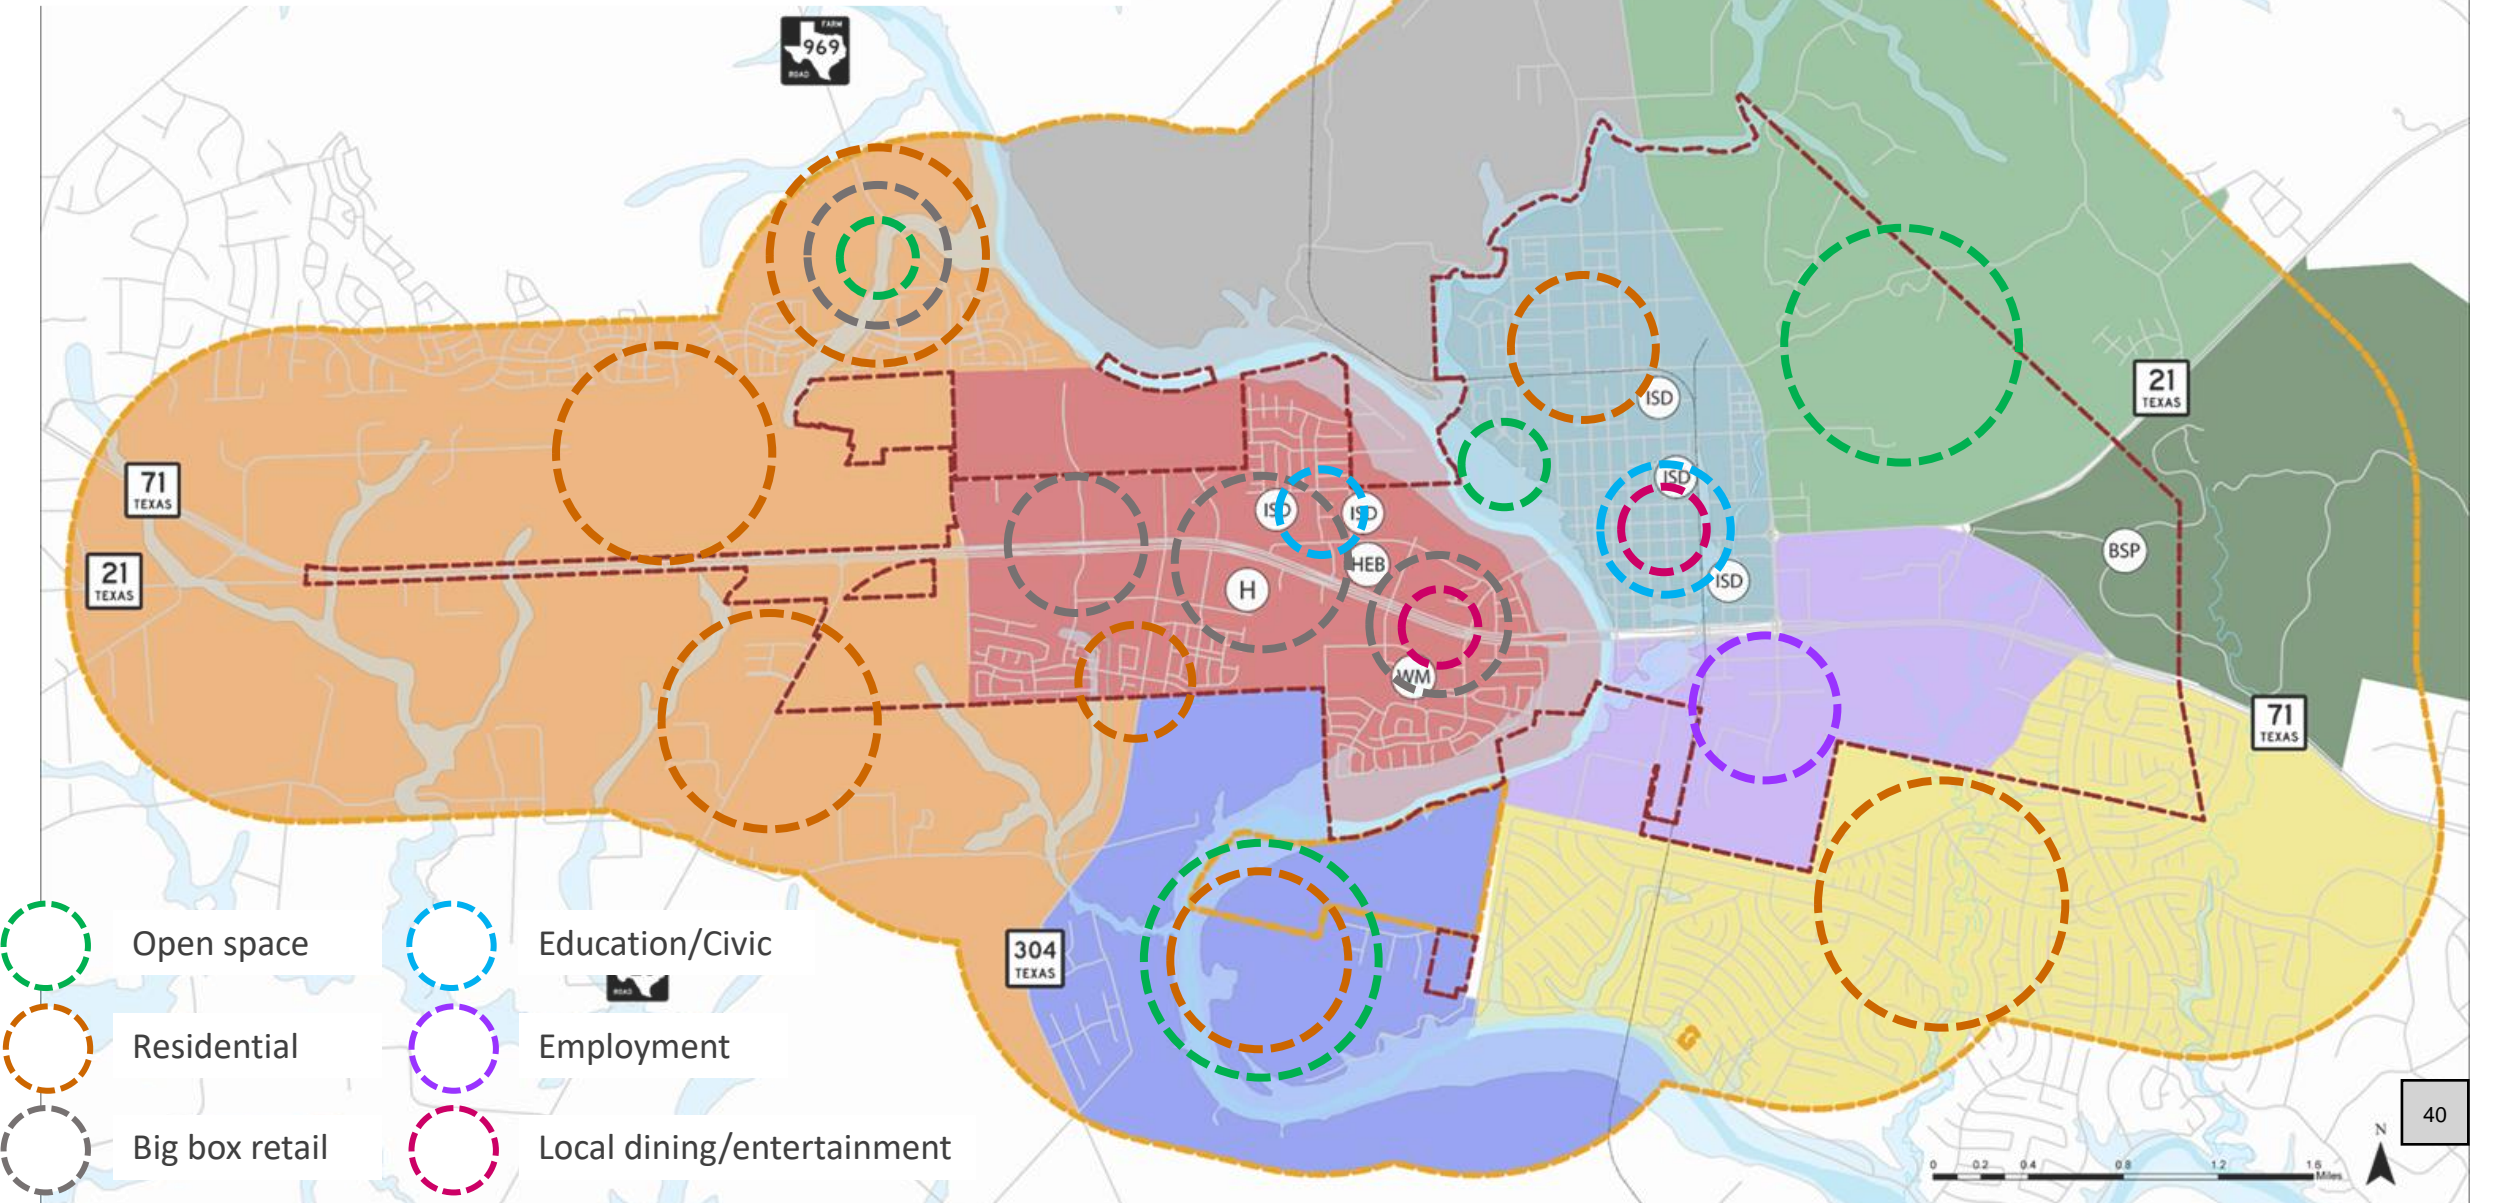 FARM
969
ROAD
21
TEXAS
ISD
71
TEXAS
ISD
ISD
ISD
BSP
HEB
21
TEXAS
H
ISD
WM
71
TEXAS
304
TEXAS
Open space
Education/Civic
ROAD
Residential
Employment
Big box retail
Local dining/entertainment
40
N
0 0.2 0.4 0.8 1.2 1.6
Miles